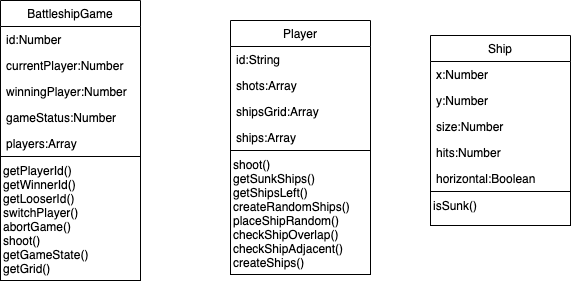 BattleshipGame
id:Number
currentPlayer:Number
winningPlayer:Number
gameStatus:Number
players:Array
getPlayerId()
getWinnerId()
getLooserId()
switchPlayer()
abortGame()
shoot()
getGameState()
getGrid()
Player
id:String
shots:Array
shipsGrid:Array
ships:Array
shoot()
getSunkShips()
getShipsLeft()
createRandomShips()
placeShipRandom()
checkShipOverlap()
checkShipAdjacent()
createShips()
Ship
x:Number
y:Number
size:Number
hits:Number
horizontal:Boolean
isSunk()